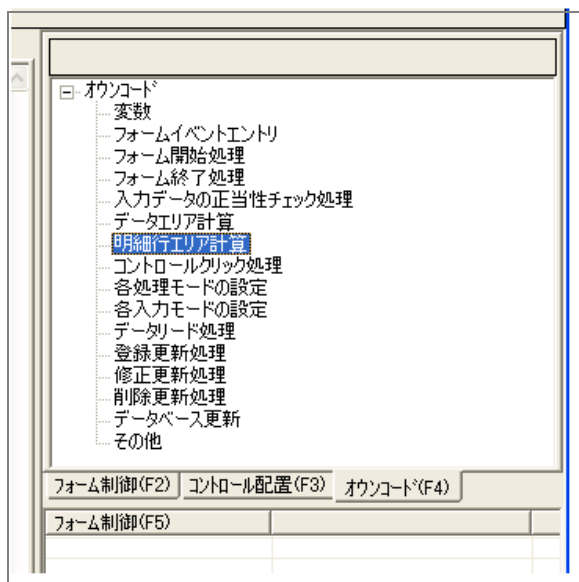 オウンコード
変数
フォームイベントエントリ
フォーム開始処理
フォーム終了処理
入力データの正当性チェック処理
データエリア計算
明細行エリア計算
コントロールクリック処理
各処理モードの設定
各入力モードの設定
データリード処理
登録更新処理
修正更新処理
削除更新処理
データベース更新
その他
フォーム制御(F2) コントロール配置(F3) オウンコード(F4)
フォーム制御(F5)